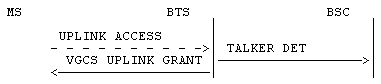 MS BTS BSC
UPLINK ACCESS
TALKER DET
VGCS UPLINK GRANT